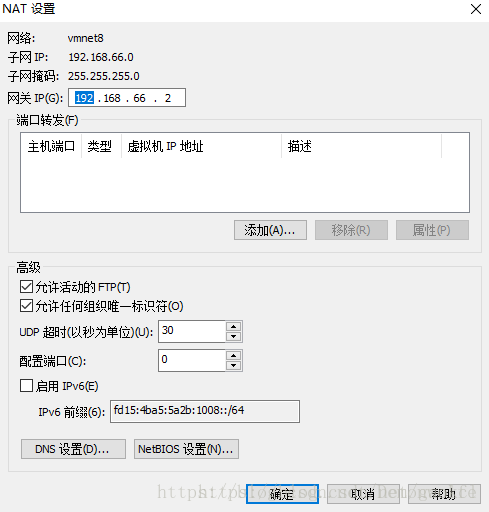 NAT 设置
网络: vmnet8
子网 IP: 192.168.66.0
子网掩码: 255.255.255.0
网关 IP(G): 192 . 168 . 66 . 2
端口转发(F)
主机端口 类型 虚拟机 IP 地址 描述
添加(A)... 移除(R) 属性(P)
高级
允许活动的 FTP(T)
允许任何组织唯一标识符(O)
UDP 超时(以秒为单位)(U): 30
配置端口(C): 0
启用 IPv6(E)
IPv6 前缀(6): fd15:4ba5:5a2b:1008::/64
DNS 设置(D)... NetBIOS 设置(N)...
确定 取消 帮助